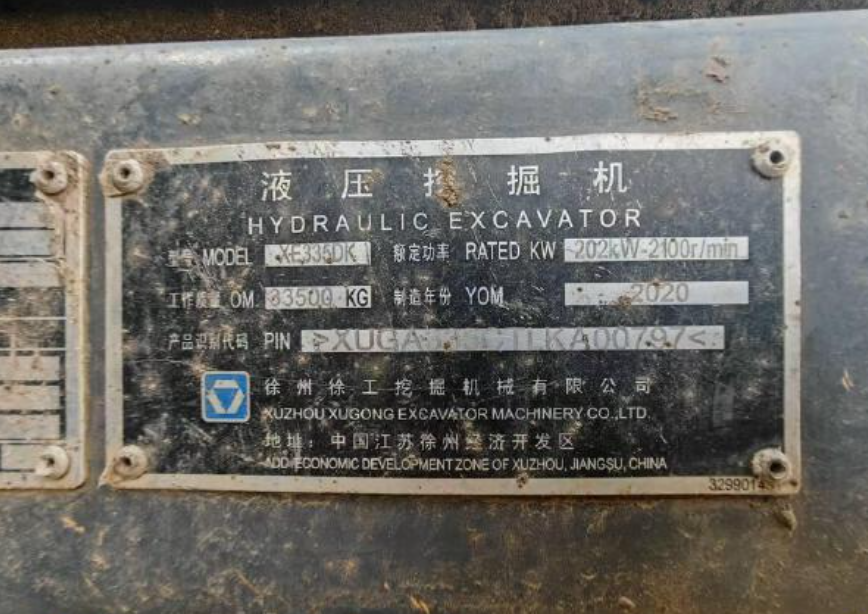 液压挖掘机
HYDRAULIC EXCAVATOR
型号 MODEL XE335DK 额定功率 RATED KW 202kW-2100r/min
工作质量 OM 33500 KG 制造年份 YOM 2020
产品识别代码 PIN
徐州徐工挖掘机械有限公司
XUZHOU XUGONG EXCAVATOR MACHINERY CO.,LTD.
地址：中国江苏徐州经济开发区
ADD:ECONOMIC DEVELOPMENT ZONE OF XUZHOU, JIANGSU, CHINA